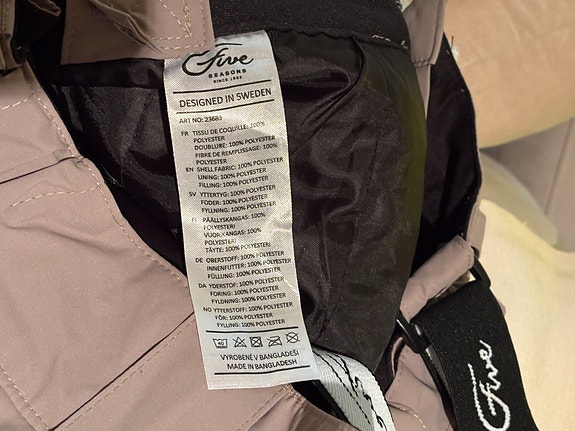 Five
SEASONS
SINCE 1982
DESIGNED IN SWEDEN
ART NO: 23683
FR TISSU DE COQUILLE: 100%
POLYESTER
DOUBLURE: 100% POLYESTER
FIBRE DE REMPLISSAGE: 100%
POLYESTER
EN SHELL FABRIC: 100% POLYESTER
LINING: 100% POLYESTER
FILLING: 100% POLYESTER
SV YTTERTYG: 100% POLYESTER
FODER: 100% POLYESTER
FYLLNING: 100% POLYESTER
FI PÄÄLLYSKANGAS: 100%
POLYESTERI
VUORIKANGAS: 100%
POLYESTERI
TÄYTE: 100% POLYESTERI
DE OBERSTOFF: 100% POLYESTER
INNENFUTTER: 100% POLYESTER
FÜLLUNG: 100% POLYESTER
DA YDERSTOF: 100% POLYESTER
FORING: 100% POLYESTER
FYLDNING: 100% POLYESTER
NO YTTERSTOFF: 100% POLYESTER
FÔR: 100% POLYESTER
FYLLING: 100% POLYESTER
40
VYROBENÉ V BANGLADÉŠI
MADE IN BANGLADESH
Five